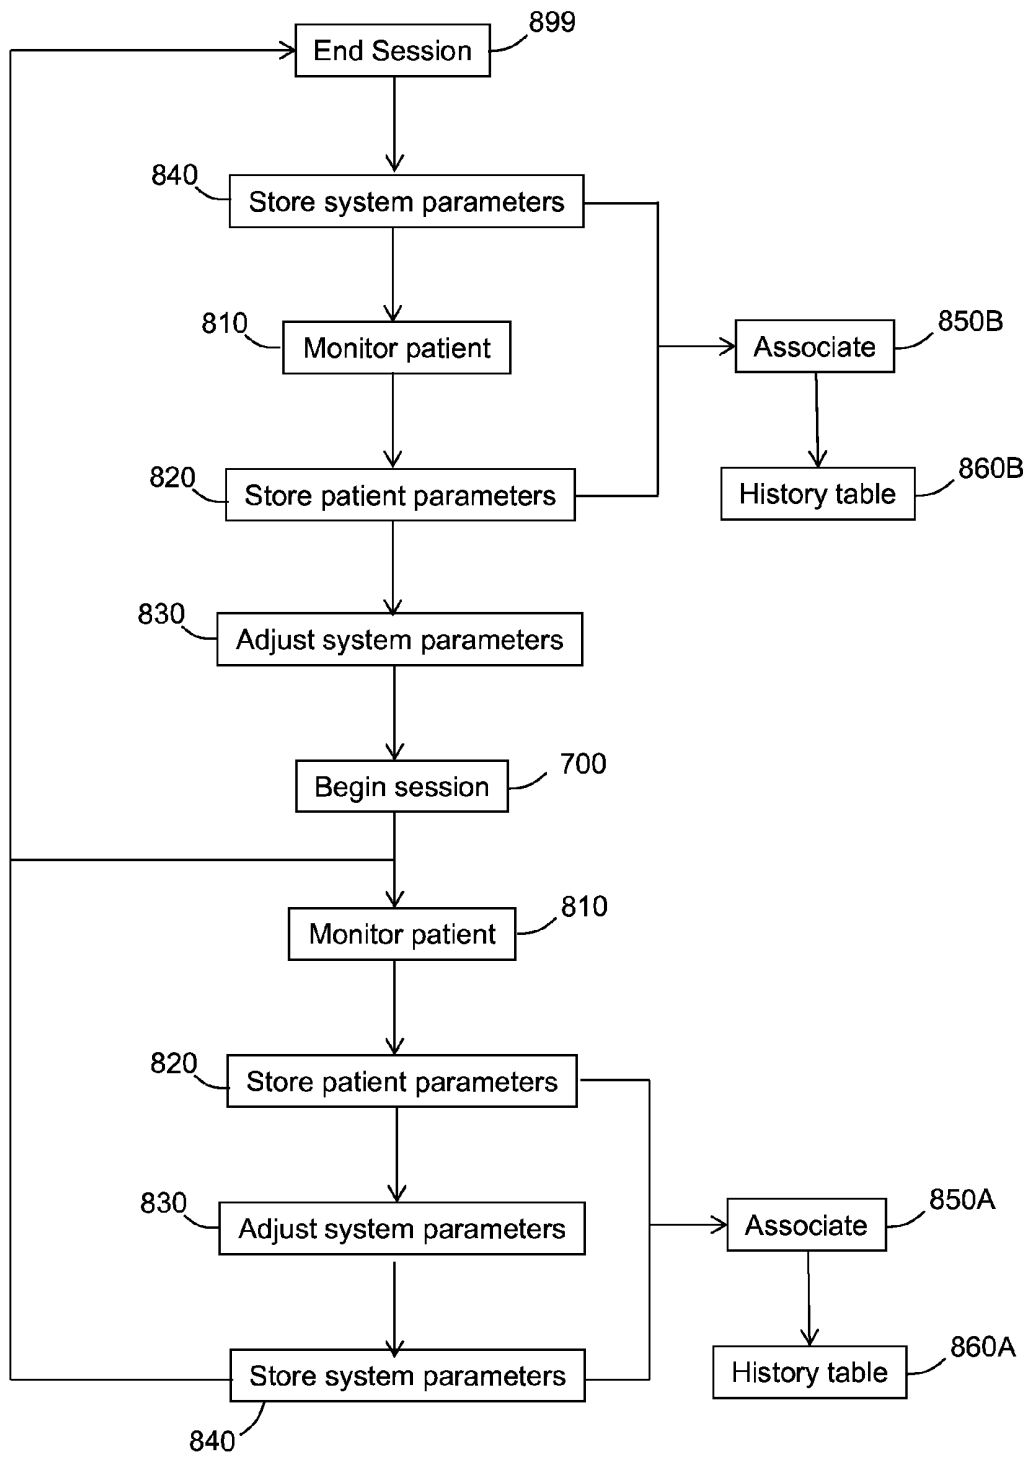 899
End Session
840
Store system parameters
810
Monitor patient
850B
Associate
820
Store patient parameters
860B
History table
830
Adjust system parameters
700
Begin session
810
Monitor patient
820
Store patient parameters
830
Adjust system parameters
850A
Associate
860A
History table
Store system parameters
840